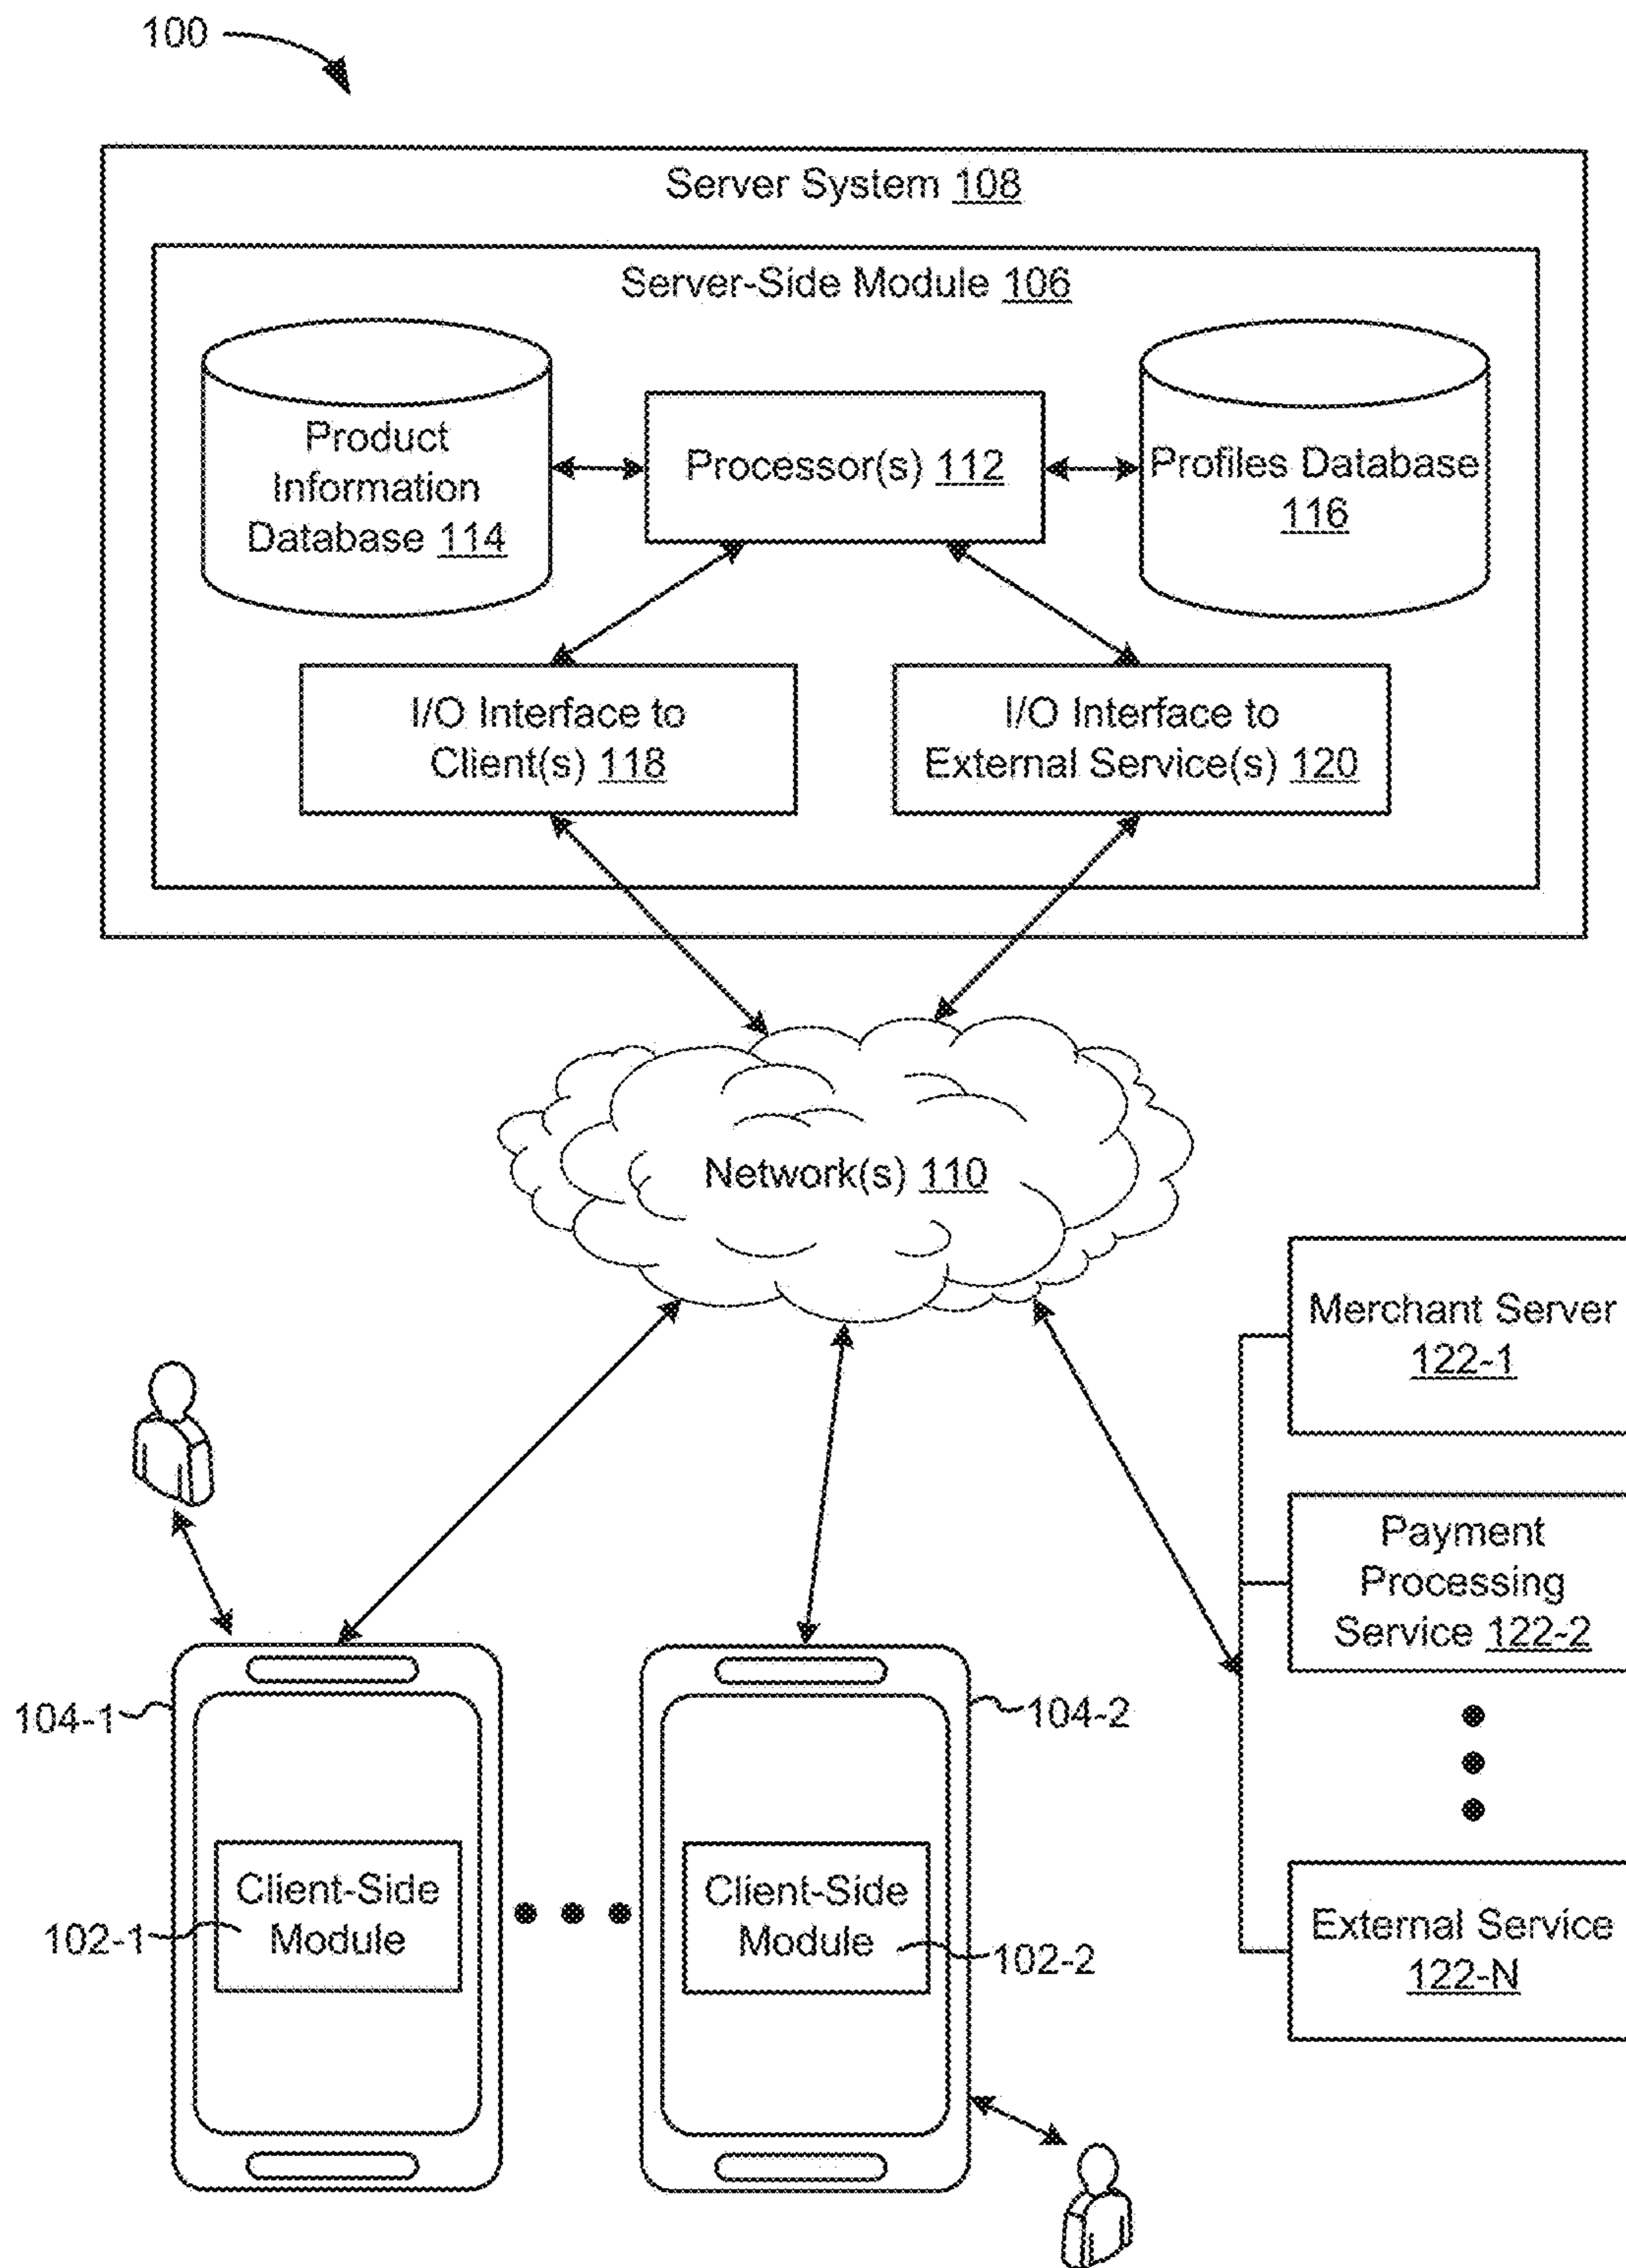 100
Server System 108
Server-Side Module 106
Product
Information
Database 114
Processor(s) 112
Profiles Database
116
I/O Interface to
Client(s) 118
I/O Interface to
External Service(s) 120
Network(s) 110
Merchant Server
122-1
Payment
Processing
Service 122-2
104-1
104-2
Client-Side
Module
102-1
Client-Side
Module
102-2
External Service
122-N